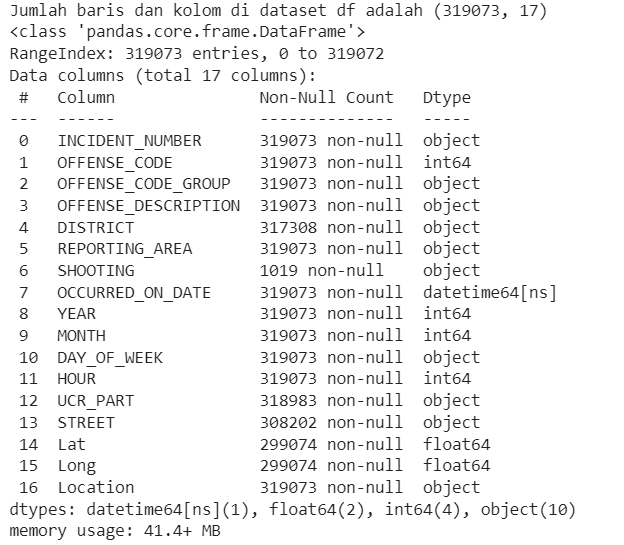 Jumlah baris dan kolom di dataset df adalah (319073, 17)
<class 'pandas.core.frame.DataFrame'>
RangeIndex: 319073 entries, 0 to 319072
Data columns (total 17 columns):
 #   Column               Non-Null Count   Dtype
---  ------               --------------   -----
 0   INCIDENT_NUMBER      319073 non-null  object
 1   OFFENSE_CODE         319073 non-null  int64
 2   OFFENSE_CODE_GROUP   319073 non-null  object
 3   OFFENSE_DESCRIPTION  319073 non-null  object
 4   DISTRICT             317308 non-null  object
 5   REPORTING_AREA       319073 non-null  object
 6   SHOOTING             1019 non-null    object
 7   OCCURRED_ON_DATE     319073 non-null  datetime64[ns]
 8   YEAR                 319073 non-null  int64
 9   MONTH                319073 non-null  int64
 10  DAY_OF_WEEK          319073 non-null  object
 11  HOUR                 319073 non-null  int64
 12  UCR_PART             318983 non-null  object
 13  STREET               308202 non-null  object
 14  Lat                  299074 non-null  float64
 15  Long                 299074 non-null  float64
 16  Location             319073 non-null  object
dtypes: datetime64[ns](1), float64(2), int64(4), object(10)
memory usage: 41.4+ MB